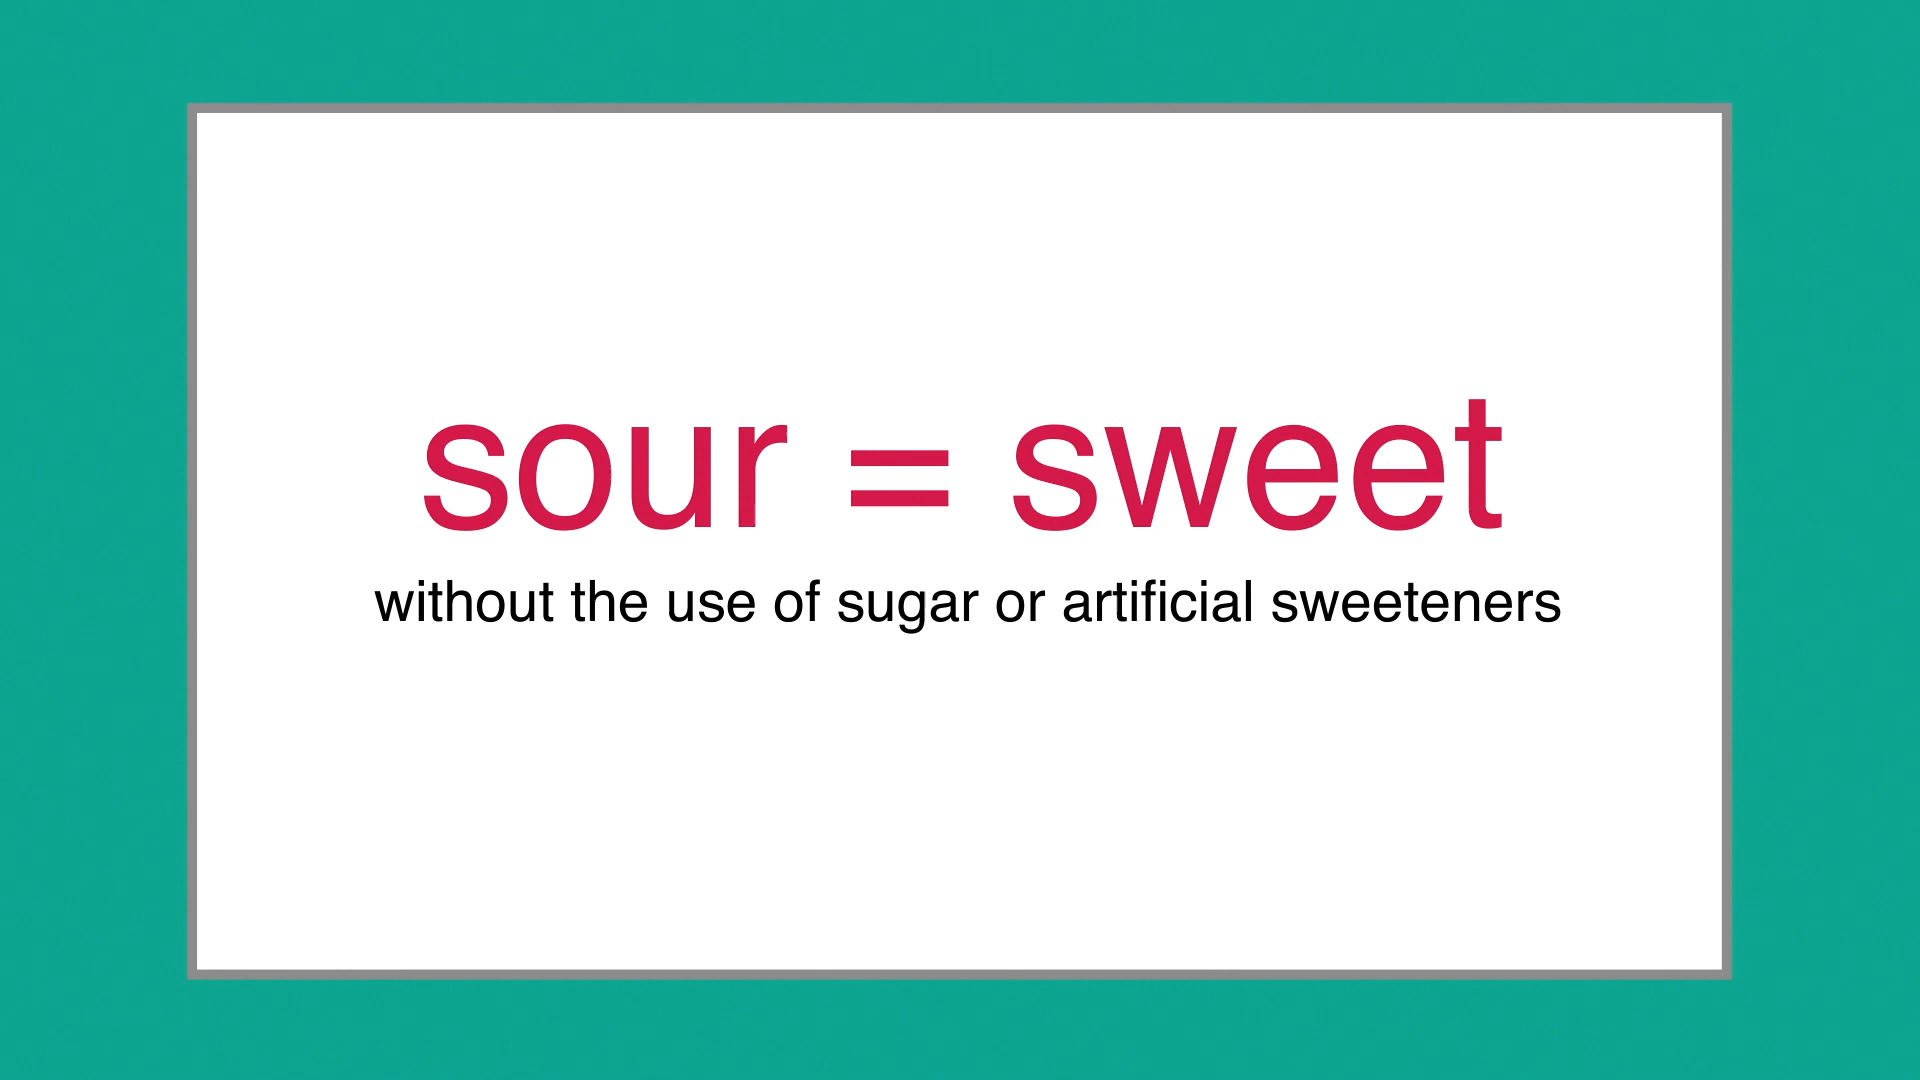 sour = sweet
without the use of sugar or artificial sweeteners